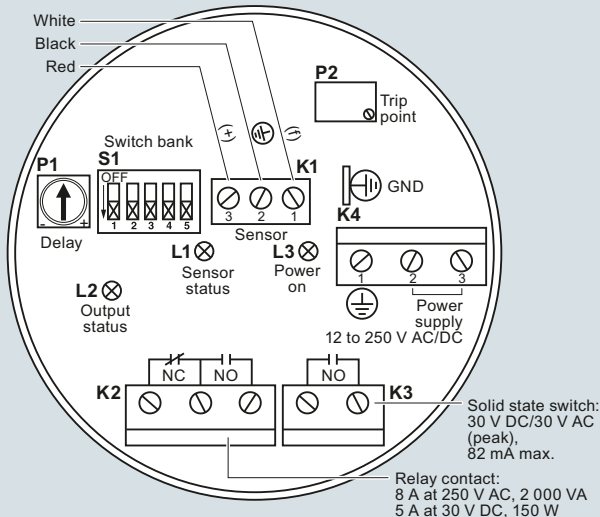 White
Black
Red
P2
Trip
point
(+)
(f)
Switch bank
P1
S1
OFF
K1
GND
- +
1 2 3 4 5
3 2 1
K4
Delay
Sensor
L1
Sensor
status
L3
Power
on
1 2 3
L2
Output
status
Power
supply
12 to 250 V AC/DC
NC
NO
NO
K2
K3
Solid state switch:
30 V DC/30 V AC
(peak),
82 mA max.
Relay contact:
8 A at 250 V AC, 2 000 VA
5 A at 30 V DC, 150 W